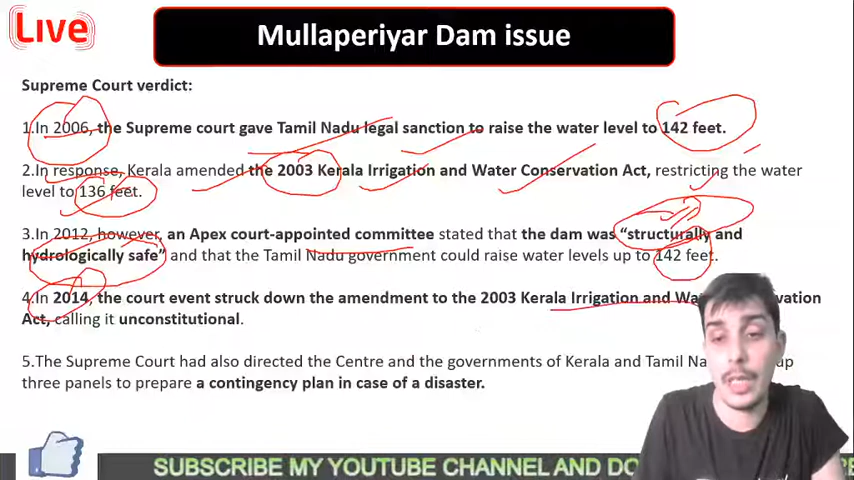 Live
Mullaperiyar Dam issue
Supreme Court verdict:
1.In 2006, the Supreme court gave Tamil Nadu legal sanction to raise the water level to 142 feet.
2.In response, Kerala amended the 2003 Kerala Irrigation and Water Conservation Act, restricting the water
level to 136 feet.
3.In 2012, however, an Apex court-appointed committee stated that the dam was “structurally and
hydrologically safe” and that the Tamil Nadu government could raise water levels up to 142 feet.
4.In 2014, the court event struck down the amendment to the 2003 Kerala Irrigation and
Act, calling it unconstitutional.
5.The Supreme Court had also directed the Centre and the governments of Kerala and Tamil
three panels to prepare a contingency plan in case of a disaster.
SUBSCRIBE MY YOUTUBE CHANNEL AND